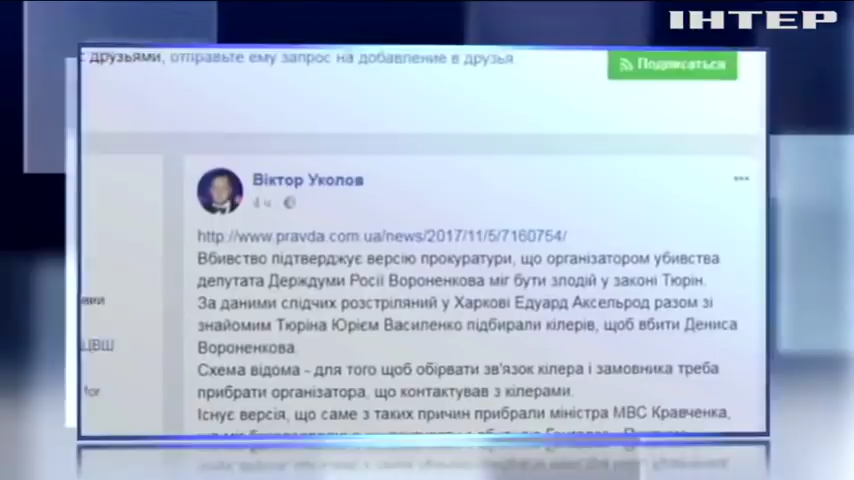 ІНТЕР
с друзьями, отправьте ему запрос на добавление в друзья
Подписаться
Віктор Уколов
4 ч
http://www.pravda.com.ua/news/2017/11/5/7160754/
Вбивство підтверджує версію прокуратури, що організатором убивства
депутата Держдуми Росії Вороненкова міг бути злодій у законі Тюрін.
За даними слідчих розстріляний у Харкові Едуард Аксельрод разом зі
знайомим Тюріна Юрієм Василенко підбирали кілерів, щоб вбити Дениса
Вороненкова.
Схема відома - для того щоб обірвати зв'язок кілера і замовника треба
прибрати організатора, що контактував з кілерами.
Існує версія, що саме з таких причин прибрали міністра МВС Кравченка,
ЦВШ
for